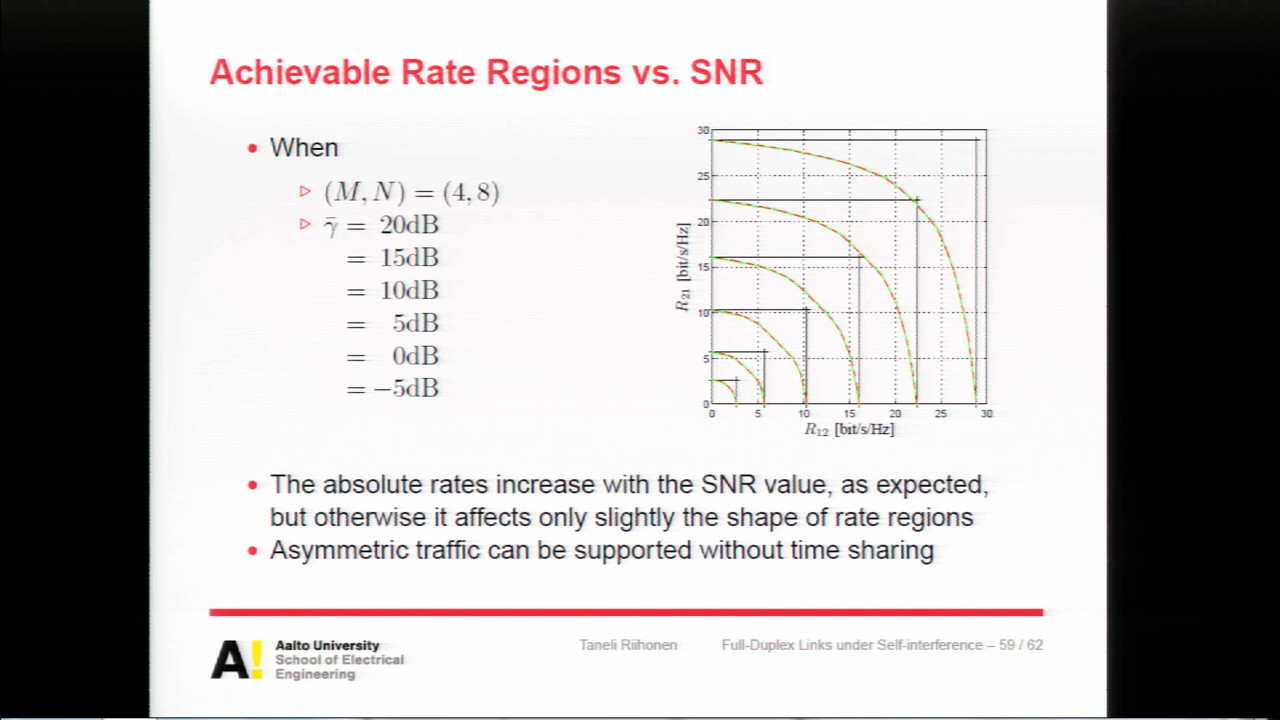 Achievable Rate Regions vs. SNR
• When
▷ (M, N) = (4, 8)
▷ γ̄ = 20dB
= 15dB
= 10dB
= 5dB
= 0dB
= −5dB
30
25
20
15
10
5
0
R21 [bit/s/Hz]
0 5 10 15 20 25 30
R12 [bit/s/Hz]
• The absolute rates increase with the SNR value, as expected,
but otherwise it affects only slightly the shape of rate regions
• Asymmetric traffic can be supported without time sharing
A!
Aalto University
School of Electrical
Engineering
Taneli Riihonen Full-Duplex Links under Self-interference – 59 / 62